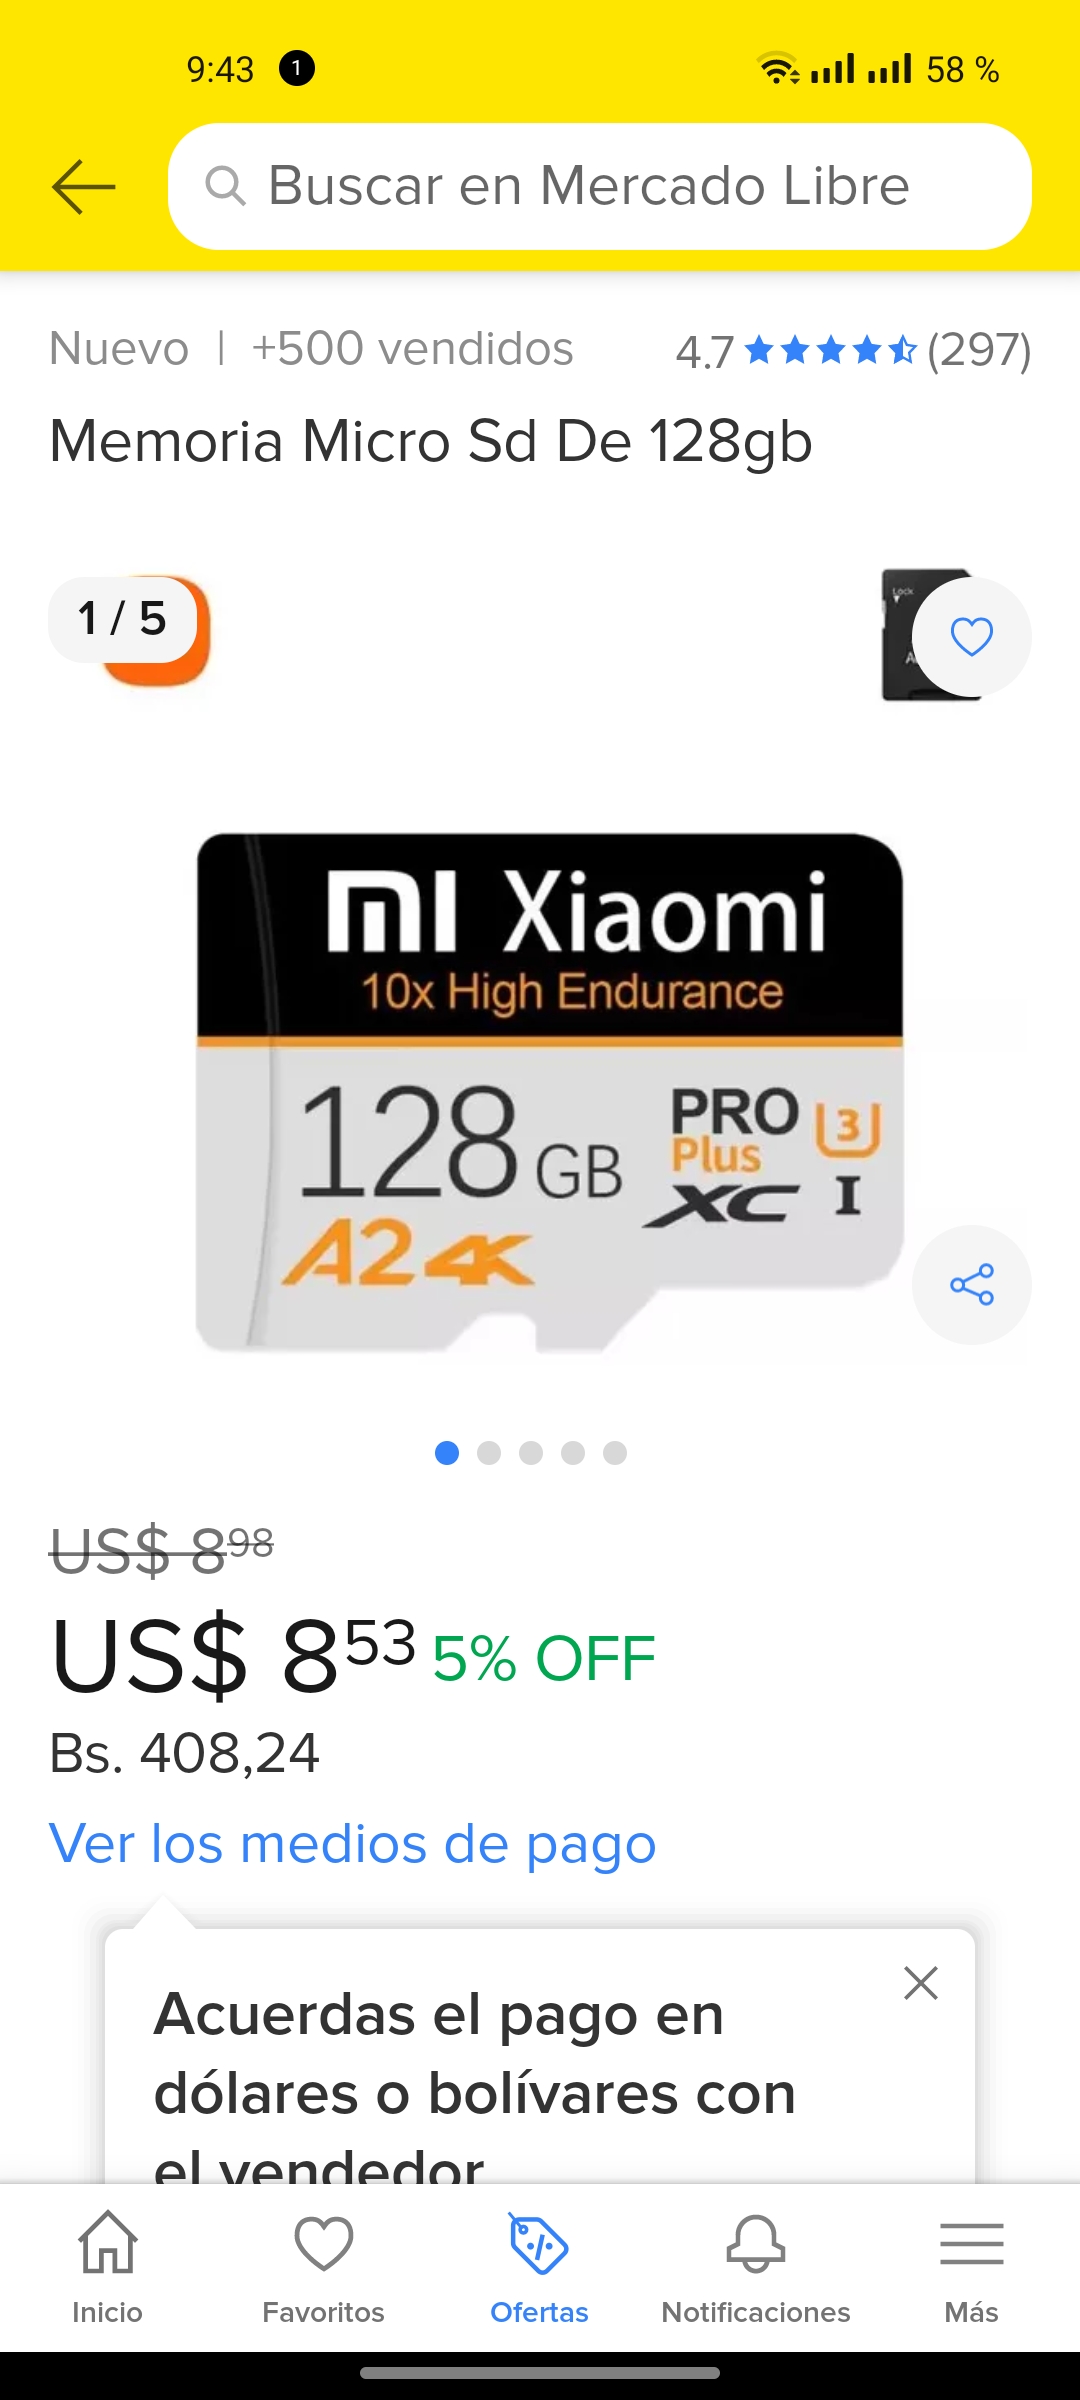 9:43 1 58 %
Buscar en Mercado Libre
Nuevo | +500 vendidos 4.7 (297)
Memoria Micro Sd De 128gb
1 / 5
Lock
mi Xiaomi
10x High Endurance
128 GB PRO Plus U3
XC I
A2 4K
US$ 8 98
US$ 8 53 5% OFF
Bs. 408,24
Ver los medios de pago
Acuerdas el pago en
dólares o bolívares con
el vendedor
Inicio Favoritos Ofertas Notificaciones Más